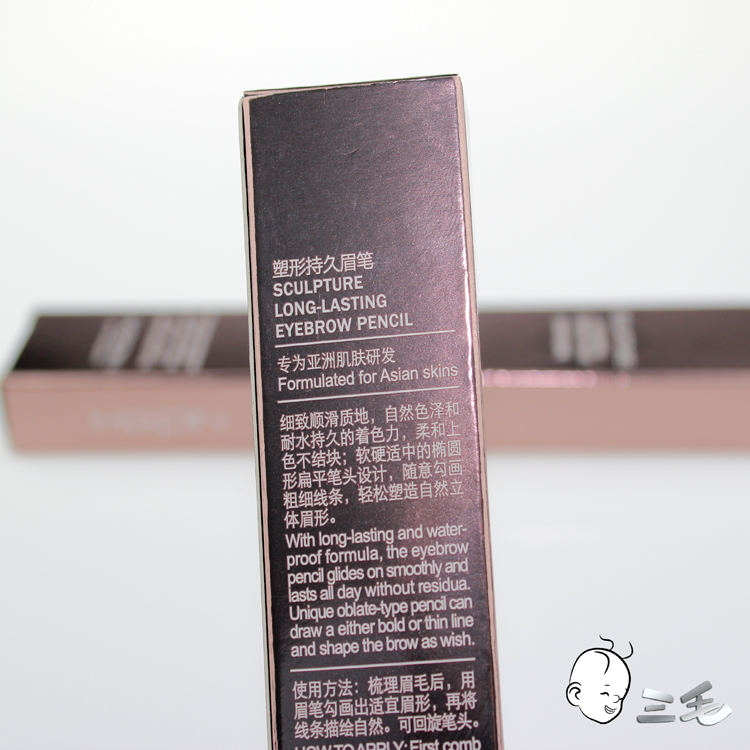 塑形持久眉笔
SCULPTURE
LONG-LASTING
EYEBROW PENCIL
专为亚洲肌肤研发
Formulated for Asian skins
细致顺滑质地，自然色泽和
耐水持久的着色力，柔和上
色不结块；软硬适中的椭圆
形扁平笔头设计，随意勾画
粗细线条，轻松塑造自然立
体眉形。
With long-lasting and water-
proof formula, the eyebrow
pencil glides on smoothly and
lasts all day without residua.
Unique oblate-type pencil can
draw a either bold or thin line
and shape the brow as wish.
使用方法：梳理眉毛后，用
眉笔勾画出适宜眉形，再将
线条描绘自然。可回旋笔头。
HOW TO APPLY: First comb
三毛